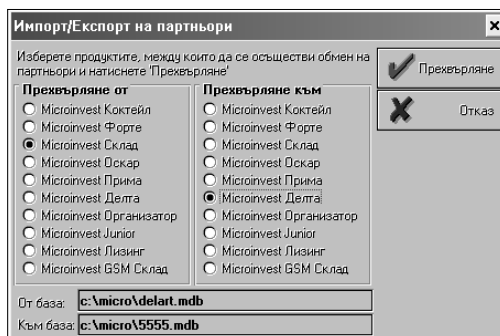 Импорт/Експорт на партньори
Изберете продуктите, между които да се осъществи обмен на
партньори и натиснете 'Прехвърляне'
Прехвърляне
Отказ
Прехвърляне от
Microinvest Коктейл
Microinvest Форте
Microinvest Склад
Microinvest Оскар
Microinvest Прима
Microinvest Делта
Microinvest Организатор
Microinvest Junior
Microinvest Лизинг
Microinvest GSM Склад
Прехвърляне към
Microinvest Коктейл
Microinvest Форте
Microinvest Склад
Microinvest Оскар
Microinvest Прима
Microinvest Делта
Microinvest Организатор
Microinvest Junior
Microinvest Лизинг
Microinvest GSM Склад
От база: c:\micro\delart.mdb
Към база: c:\micro\5555.mdb